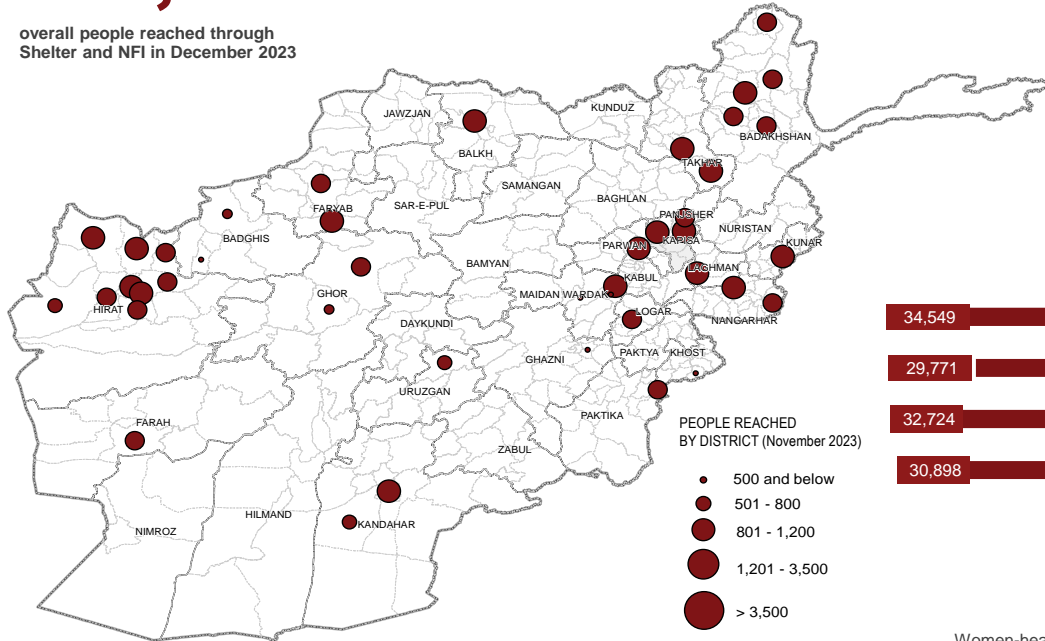 overall people reached through
Shelter and NFI in December 2023
JAWZJAN
KUNDUZ
BALKH
BADAKHSHAN
TAKHAR
SAMANGAN
FARYAB
SAR-E-PUL
BAGHLAN
PANJSHER
NURISTAN
BADGHIS
PARWAN
KAPISA
KUNAR
BAMYAN
LAGHMAN
KABUL
GHOR
MAIDAN WARDAK
HIRAT
LOGAR
NANGARHAR
DAYKUNDI
GHAZNI
PAKTYA
KHOST
URUZGAN
PAKTIKA
FARAH
ZABUL
HILMAND
KANDAHAR
NIMROZ
PEOPLE REACHED
BY DISTRICT (November 2023)
500 and below
501 - 800
801 - 1,200
1,201 - 3,500
> 3,500
34,549
29,771
32,724
30,898